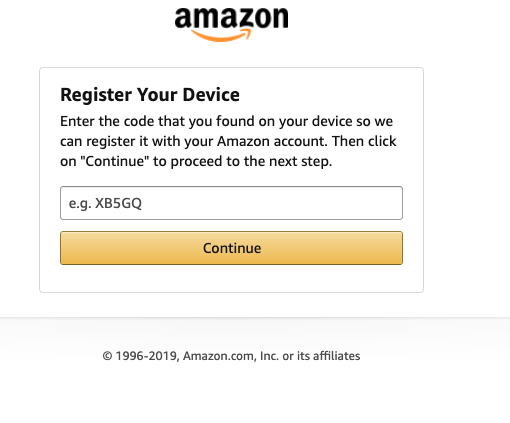 amazon
Register Your Device
Enter the code that you found on your device so we
can register it with your Amazon account. Then click
on "Continue" to proceed to the next step.
e.g. XB5GQ
Continue
© 1996-2019, Amazon.com, Inc. or its affiliates